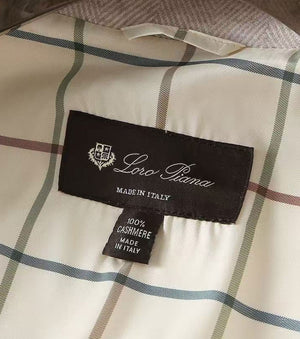 Loro Piana
MADE IN ITALY
100%
CASHMERE
MADE
IN ITALY